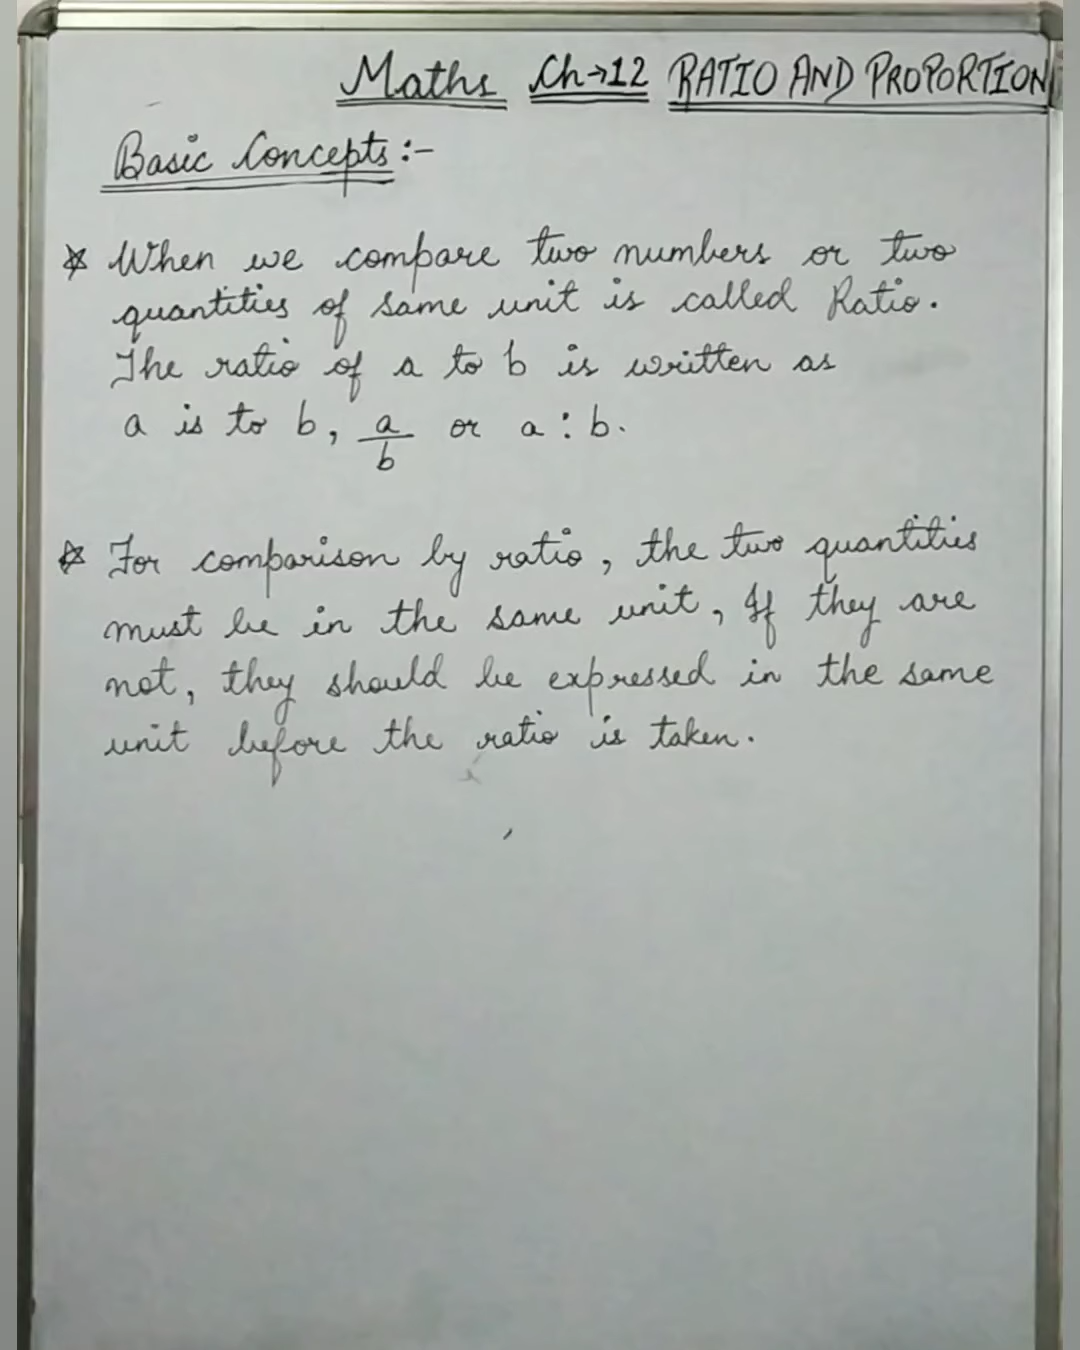 Maths Ch→12 RATIO AND PROPORTION
Basic Concepts :-
☆ When we compare two numbers or two
quantities of same unit is called Ratio.
The ratio of a to b is written as
a is to b, a/b or a : b.
☆ For comparison by ratio, the two quantities
must be in the same unit, If they are
not, they should be expressed in the same
unit before the ratio is taken.